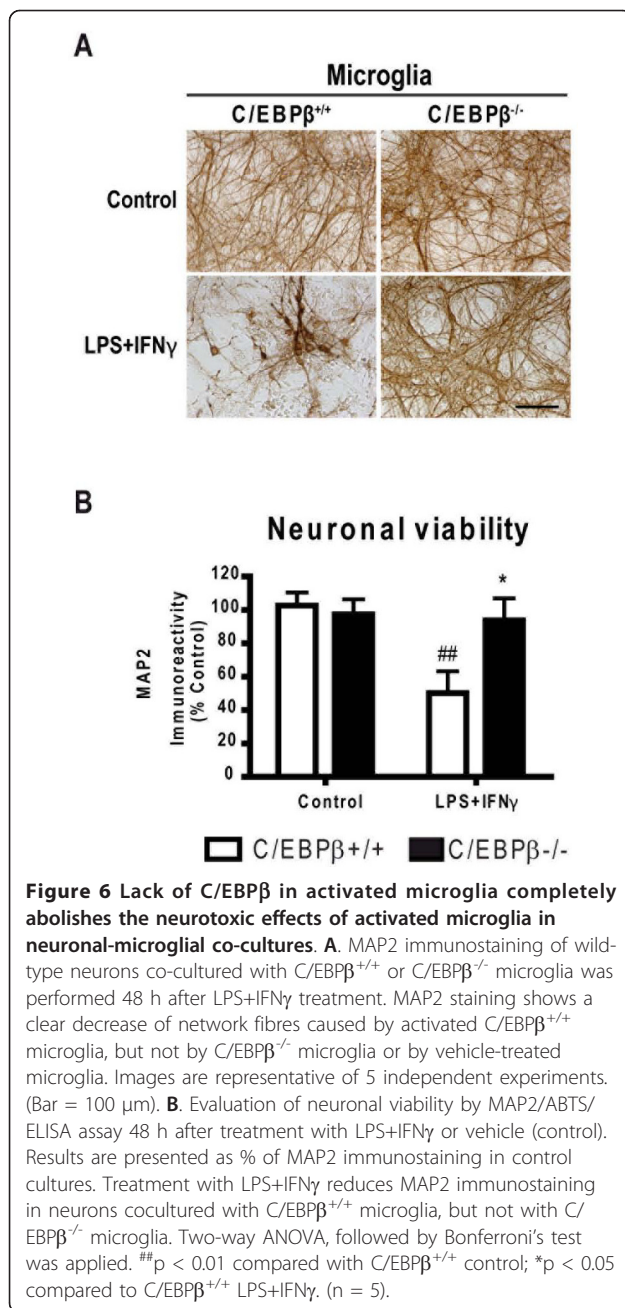 A
Microglia
C/EBPβ+/+ C/EBPβ-/-
Control
LPS+IFNγ
B
Neuronal viability
MAP2
Immunoreactivity
(% Control)
120
100
80
60
40
20
0
##
*
Control LPS+IFNγ
C/EBPβ+/+ C/EBPβ-/-
Figure 6 Lack of C/EBPβ in activated microglia completely
abolishes the neurotoxic effects of activated microglia in
neuronal-microglial co-cultures. A. MAP2 immunostaining of wild-
type neurons co-cultured with C/EBPβ+/+ or C/EBPβ-/- microglia was
performed 48 h after LPS+IFNγ treatment. MAP2 staining shows a
clear decrease of network fibres caused by activated C/EBPβ+/+
microglia, but not by C/EBPβ-/- microglia or by vehicle-treated
microglia. Images are representative of 5 independent experiments.
(Bar = 100 μm). B. Evaluation of neuronal viability by MAP2/ABTS/
ELISA assay 48 h after treatment with LPS+IFNγ or vehicle (control).
Results are presented as % of MAP2 immunostaining in control
cultures. Treatment with LPS+IFNγ reduces MAP2 immunostaining
in neurons cocultured with C/EBPβ+/+ microglia, but not with C/
EBPβ-/- microglia. Two-way ANOVA, followed by Bonferroni's test
was applied. ##p < 0.01 compared with C/EBPβ+/+ control; *p < 0.05
compared to C/EBPβ+/+ LPS+IFNγ. (n = 5).